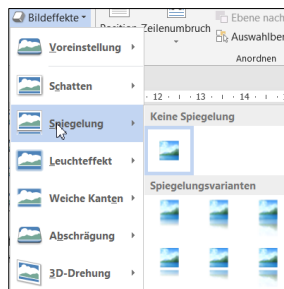 Bildeffekte
Position Zeilenumbruch
Ebene nach
Auswahlber
Anordnen
Voreinstellung
Schatten
Spiegelung
Leuchteffekt
Weiche Kanten
Abschrägung
3D-Drehung
12 13 14
Keine Spiegelung
Spiegelungsvarianten